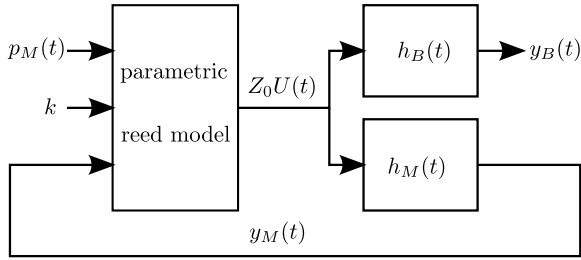 p_M(t)
k
parametric
reed model
Z_0U(t)
h_B(t)
y_B(t)
h_M(t)
y_M(t)